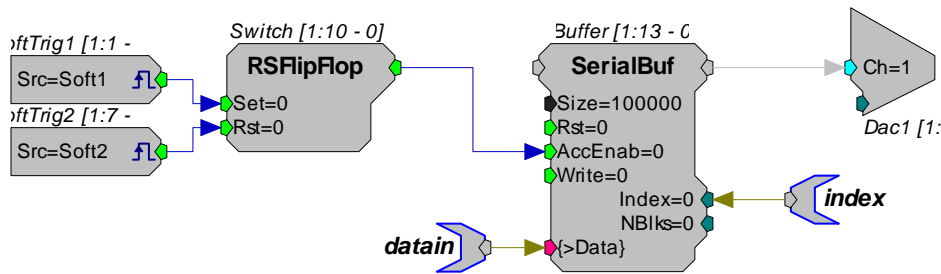 oftTrig1 [1:1 -
Src=Soft1
oftTrig2 [1:7 -
Src=Soft2
Switch [1:10 - 0]
RSFlipFlop
Set=0
Rst=0
Buffer [1:13 - 0
SerialBuf
Size=100000
Rst=0
AccEnab=0
Write=0
Index=0
NBlks=0
{>Data}
datain
index
Ch=1
Dac1 [1: